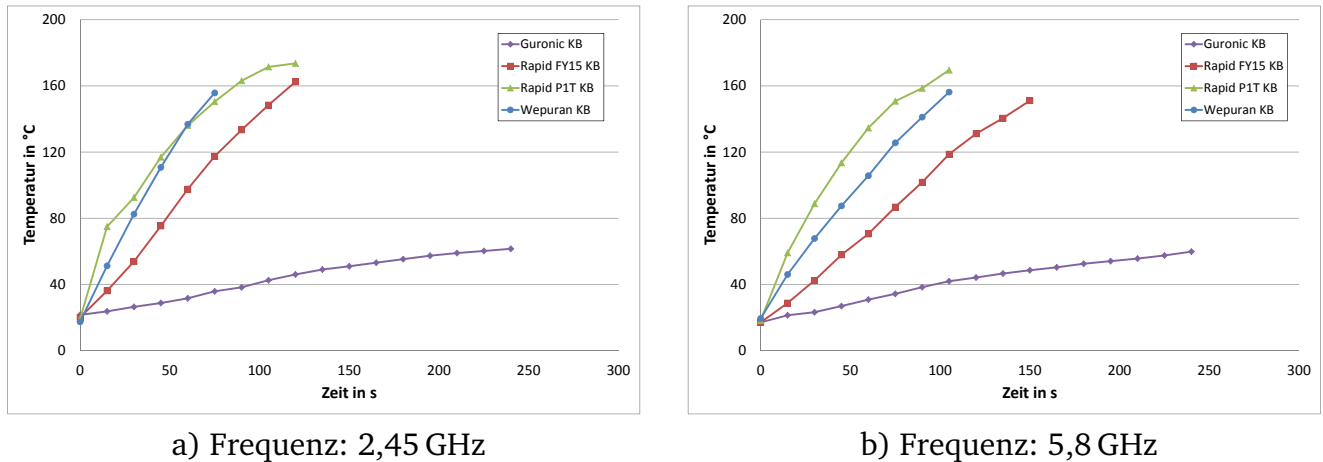 200
160
120
80
40
0
Temperatur in °C
0 50 100 150 200 250 300
Zeit in s
Guronic KB
Rapid FY15 KB
Rapid P1T KB
Wepuran KB
a) Frequenz: 2,45 GHz
200
160
120
80
40
0
Temperatur in °C
0 50 100 150 200 250 300
Zeit in s
Guronic KB
Rapid FY15 KB
Rapid P1T KB
Wepuran KB
b) Frequenz: 5,8 GHz